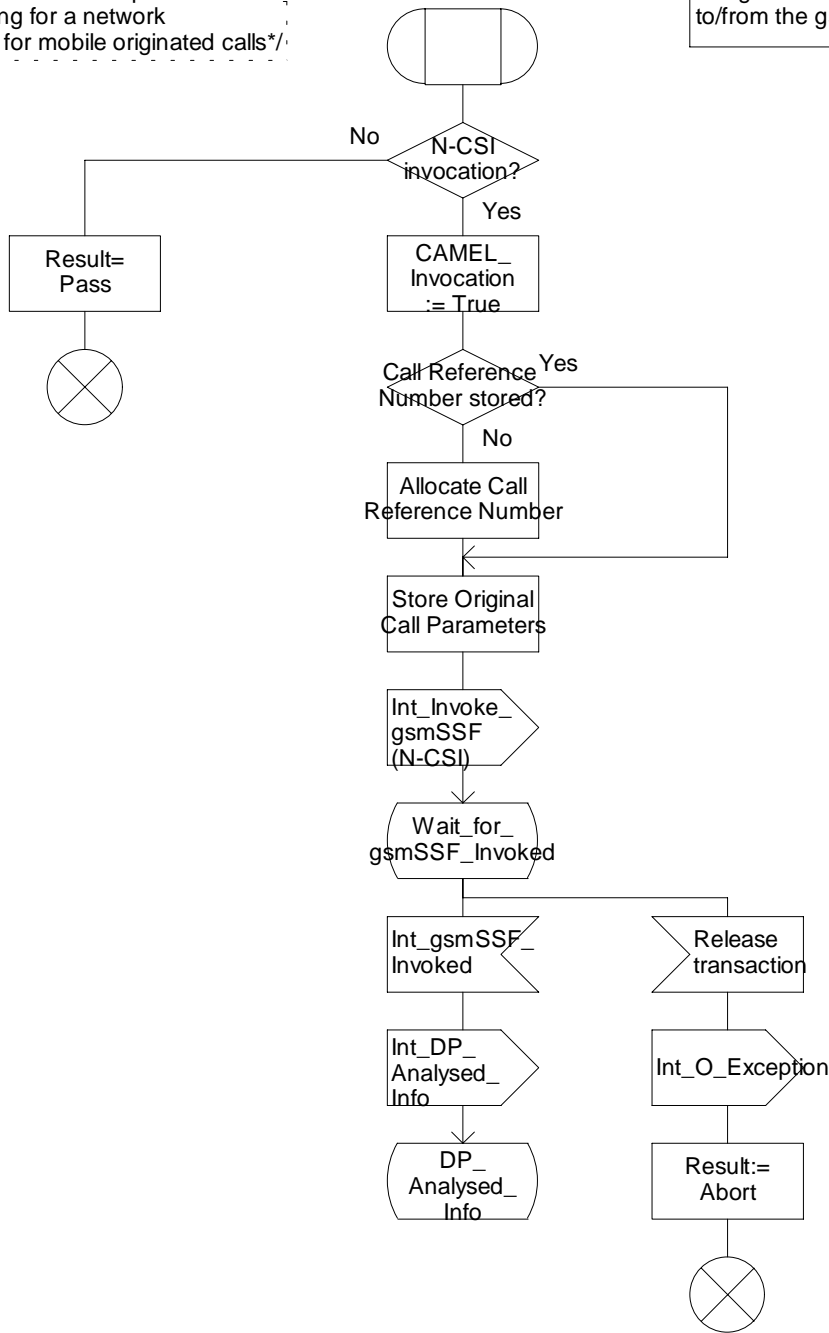 ng for a network
for mobile originated calls*/
to/from the g
No
N-CSI
invocation?
Yes
Result=
Pass
CAMEL_
Invocation
:= True
Call Reference
Number stored?
Yes
No
Allocate Call
Reference Number
Store Original
Call Parameters
Int_Invoke_
gsmSSF
(N-CSI)
Wait_for_
gsmSSF_Invoked
Int_gsmSSF_
Invoked
Release
transaction
Int_DP_
Analysed_
Info
Int_O_Exception
DP_
Analysed_
Info
Result:=
Abort